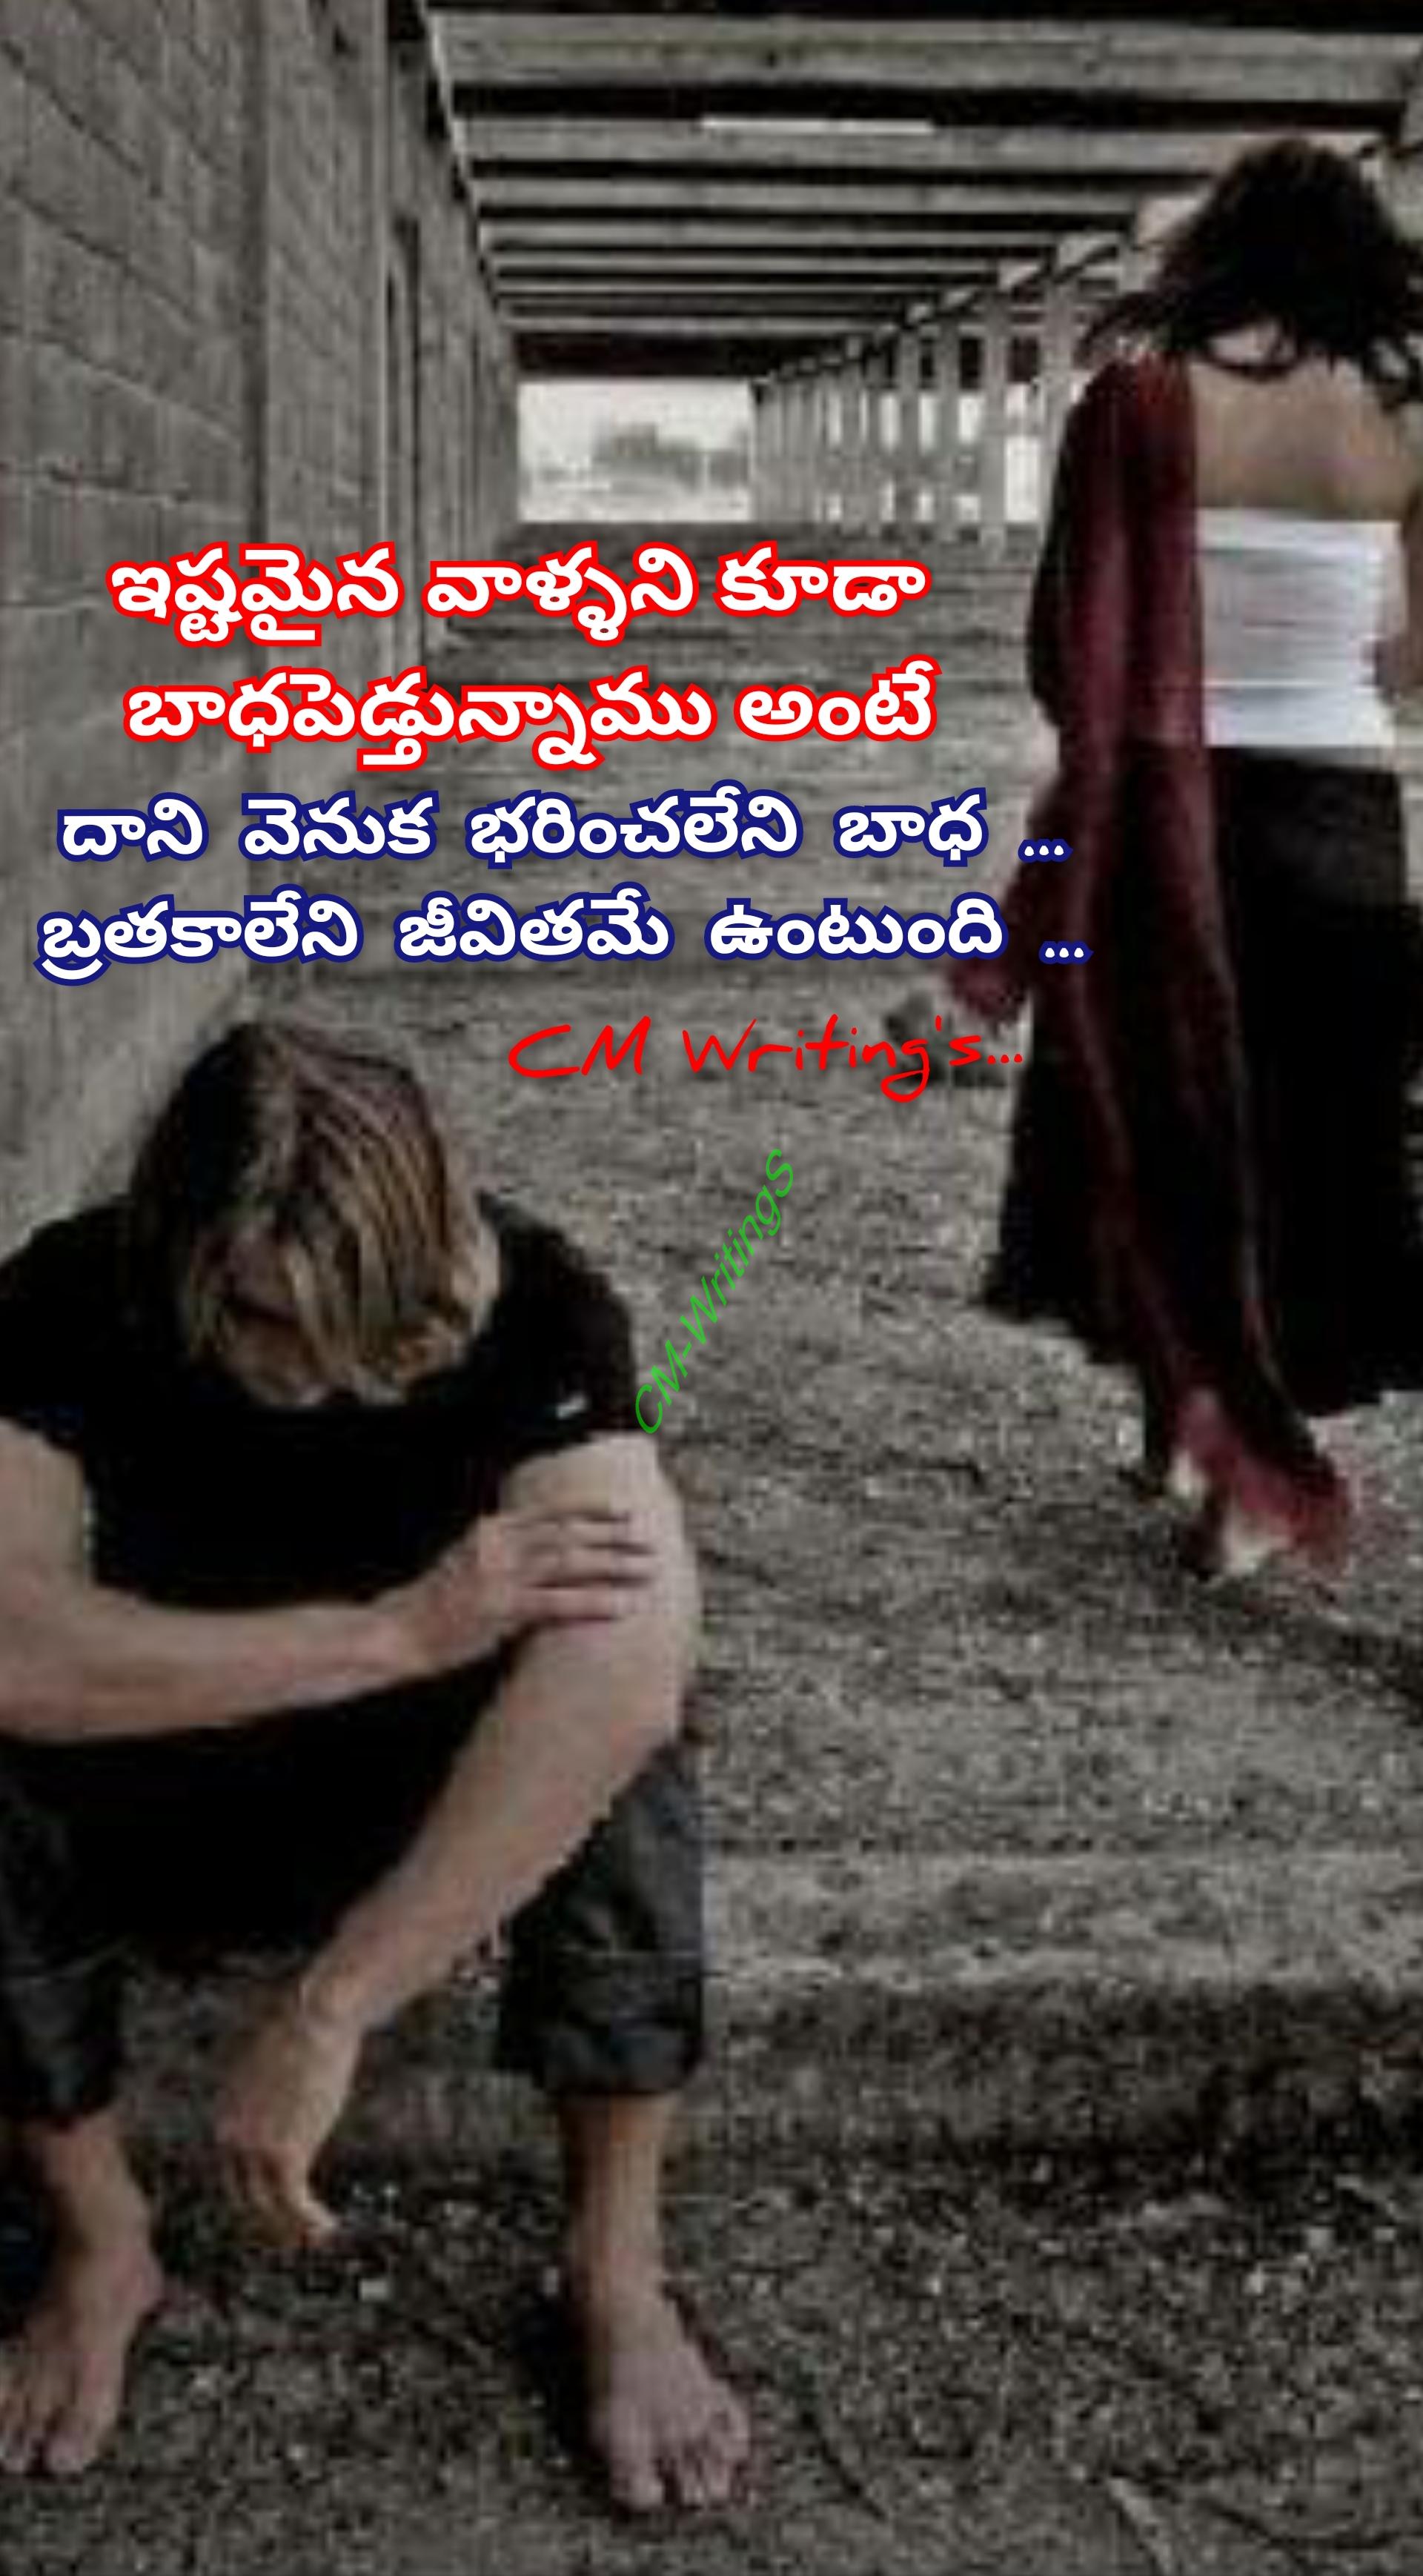 ఇష్టమైన వాళ్ళని కూడా
బాధపెడ్తున్నాము అంటే
దాని వెనుక భరించలేని బాధ ...
బ్రతకాలేని జీవితమే ఉంటుంది ...
CM Writing's...
CM-WritingS